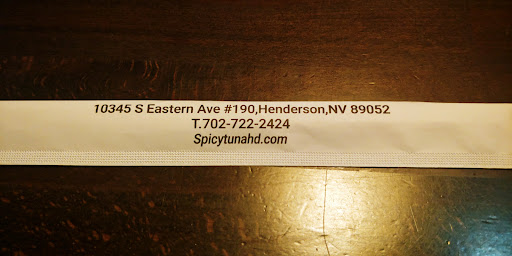 10345 S Eastern Ave #190,Henderson,NV 89052
T.702-722-2424
Spicytunahd.com